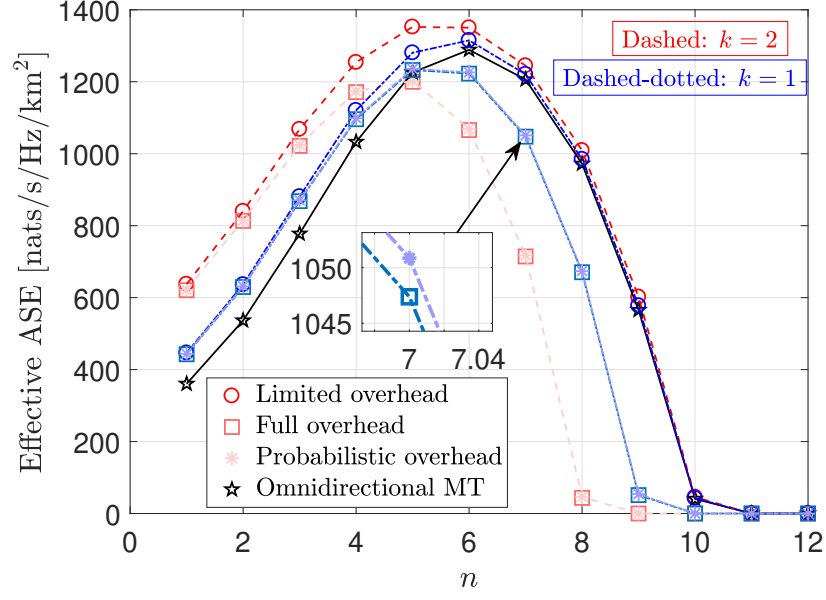 1400
1200
1000
800
600
400
200
0
Effective ASE [nats/s/Hz/km²]
Dashed: k = 2
Dashed-dotted: k = 1
1050
1045
7 7.04
Limited overhead
Full overhead
Probabilistic overhead
Omnidirectional MT
0 2 4 6 8 10 12
n